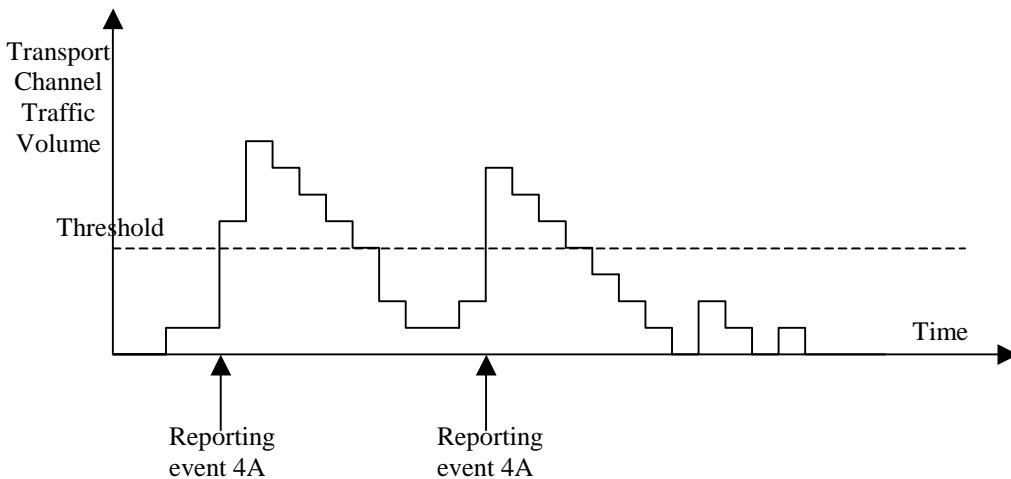 Transport
Channel
Traffic
Volume
Threshold
Time
Reporting
event 4A
Reporting
event 4A